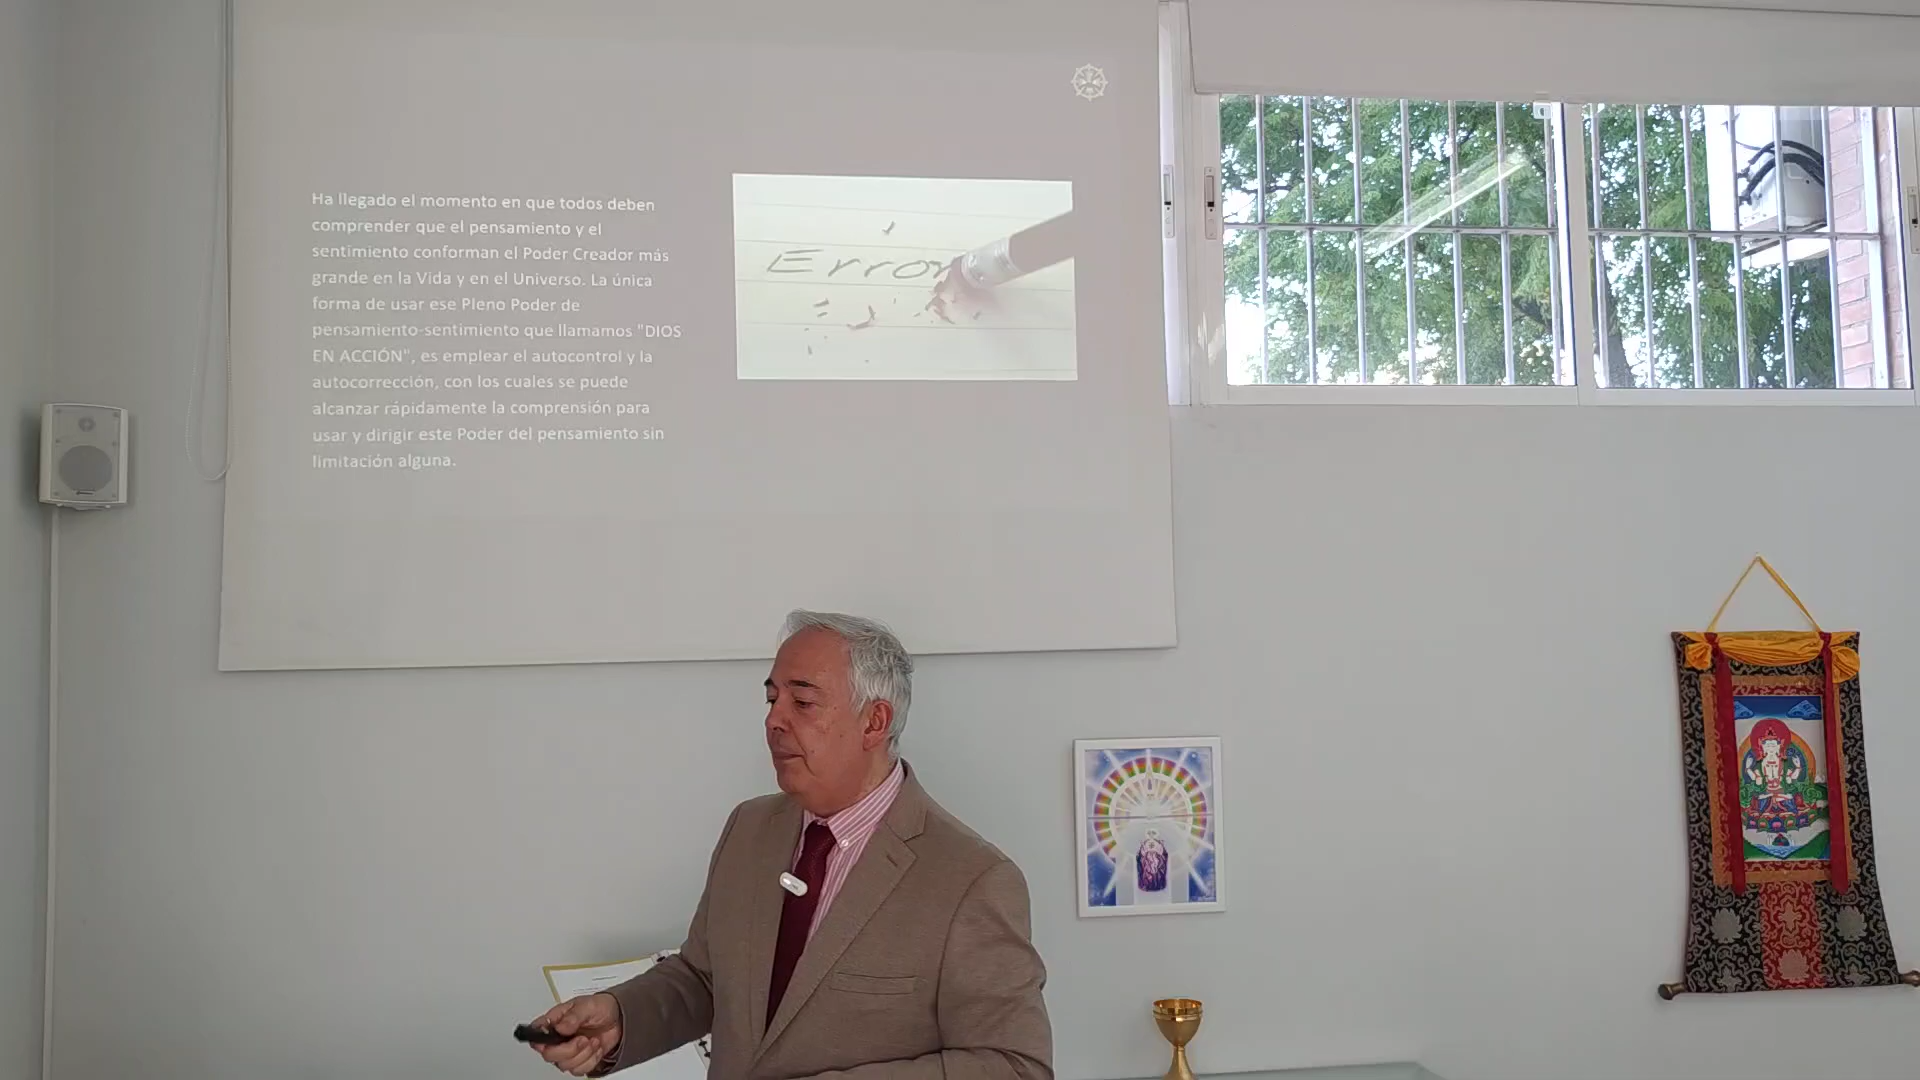 Ha llegado el momento en que todos deben
comprender que el pensamiento y el
sentimiento conforman el Poder Creador más
grande en la Vida y en el Universo. La única
forma de usar ese Pleno Poder de
pensamiento-sentimiento que llamamos "DIOS
EN ACCIÓN", es emplear el autocontrol y la
autocorrección, con los cuales se puede
alcanzar rápidamente la comprensión para
usar y dirigir este Poder del pensamiento sin
limitación alguna.
Error